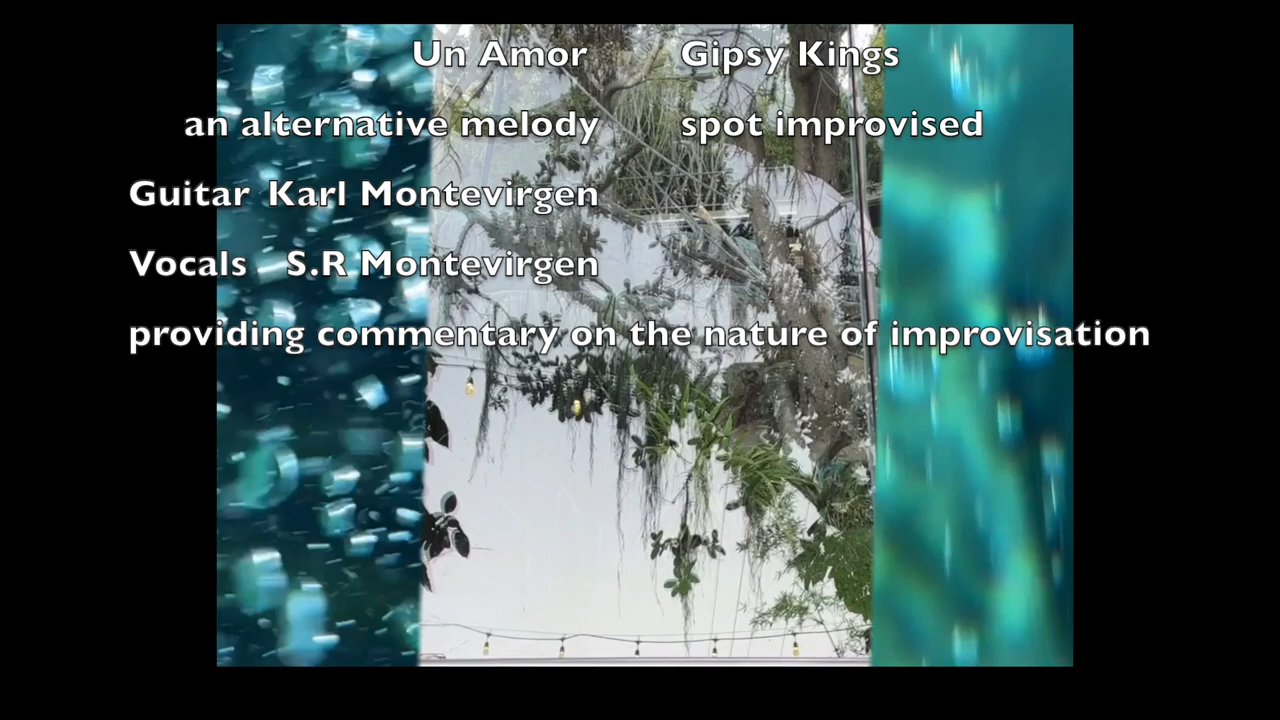 Un Amor Gipsy Kings
an alternative melody spot improvised
Guitar Karl Montevirgen
Vocals S.R Montevirgen
providing commentary on the nature of improvisation